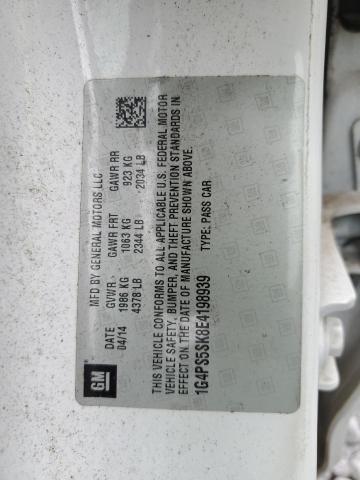 GM
MFD BY GENERAL MOTORS LLC
DATE GVWR GAWR FRT GAWR RR
04/14 1986 KG 1063 KG 923 KG
4378 LB 2344 LB 2034 LB
THIS VEHICLE CONFORMS TO ALL APPLICABLE U.S. FEDERAL MOTOR
VEHICLE SAFETY, BUMPER, AND THEFT PREVENTION STANDARDS IN
EFFECT ON THE DATE OF MANUFACTURE SHOWN ABOVE.
1G4PS5SK8E4198939 TYPE: PASS CAR